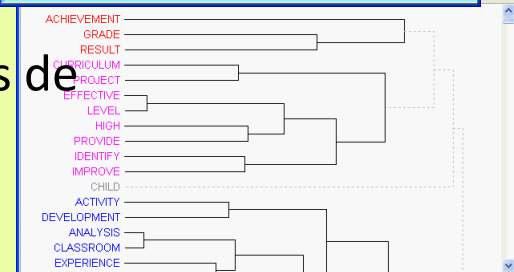 ACHIEVEMENT
GRADE
RESULT
s de
CURRICULUM
PROJECT
EFFECTIVE
LEVEL
HIGH
PROVIDE
IDENTIFY
IMPROVE
CHILD
ACTIVITY
DEVELOPMENT
ANALYSIS
CLASSROOM
EXPERIENCE